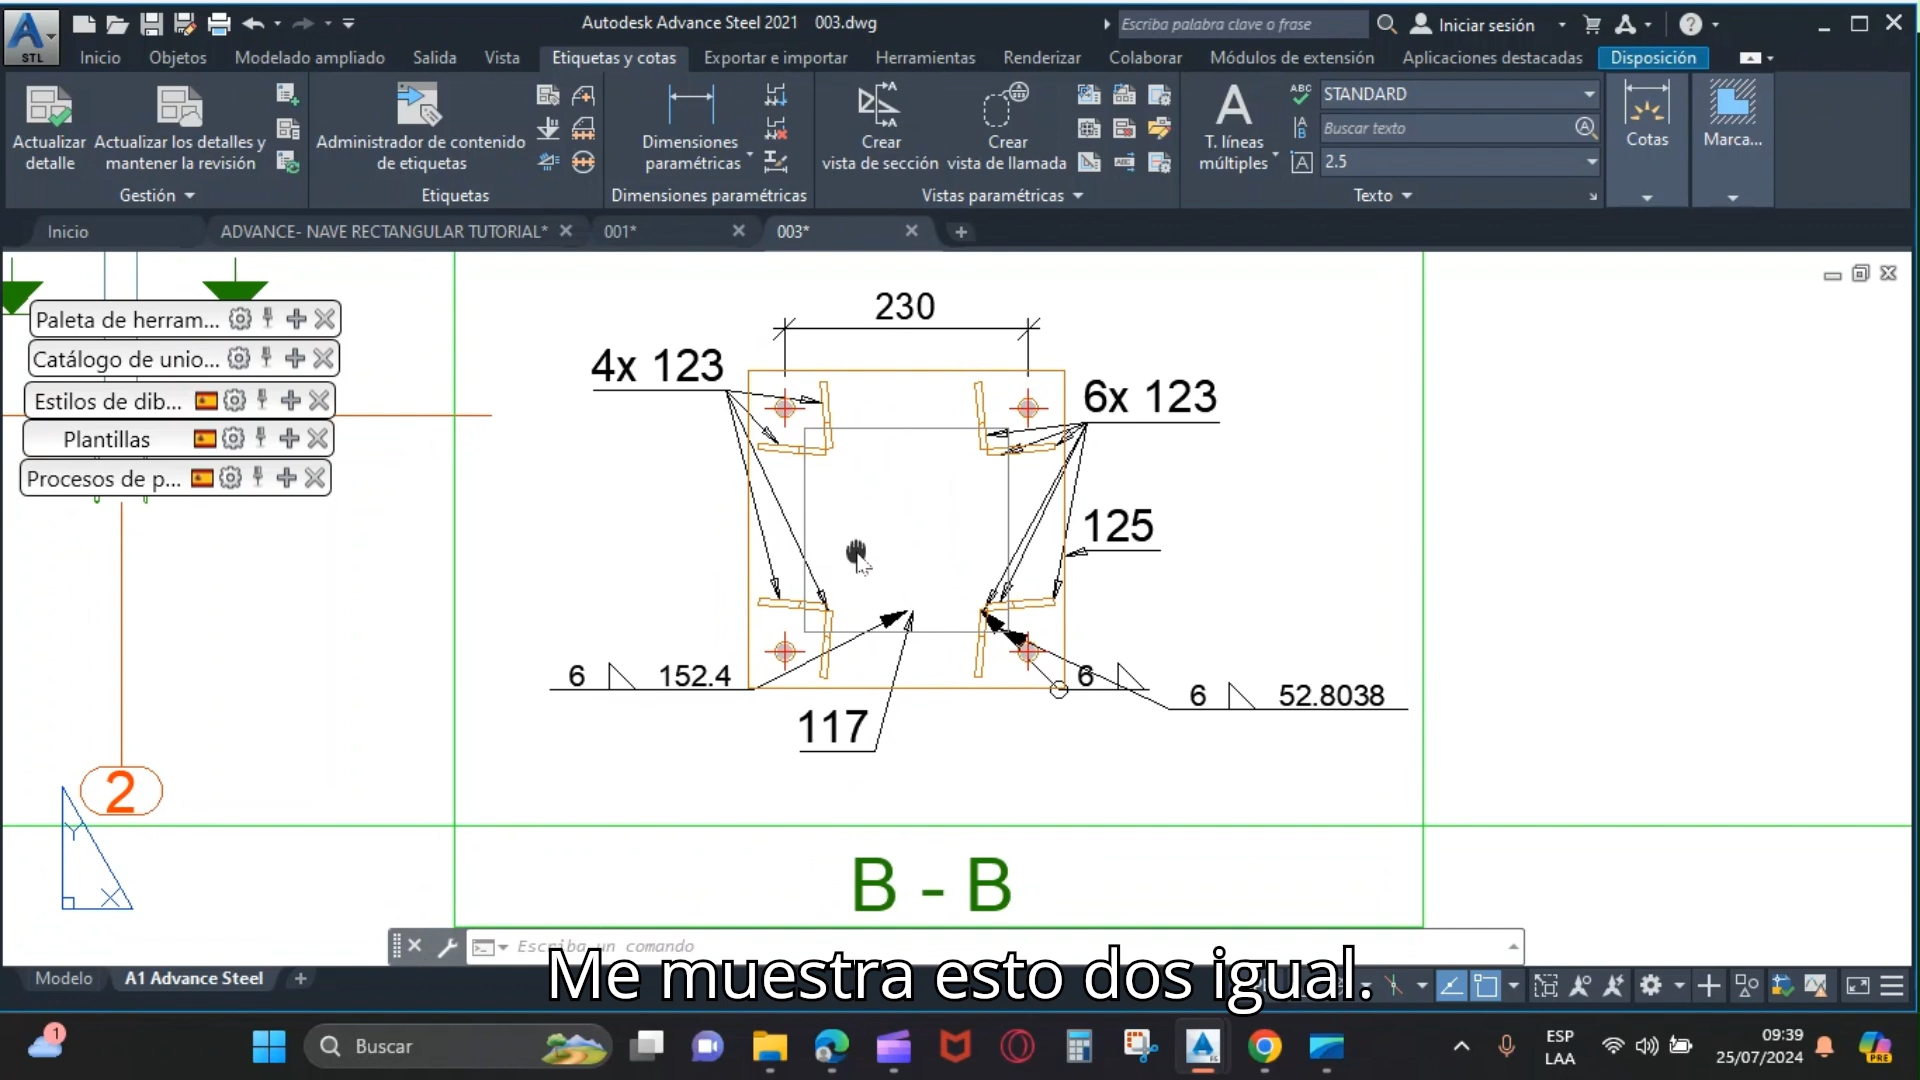 Autodesk Advance Steel 2021 003.dwg
Escriba palabra clave o frase
Iniciar sesión
STL
Inicio
Objetos
Modelado ampliado
Salida
Vista
Etiquetas y cotas
Exportar e importar
Herramientas
Renderizar
Colaborar
Módulos de extensión
Aplicaciones destacadas
Disposición
Actualizar
detalle
Actualizar los detalles y
mantener la revisión
Administrador de contenido
de etiquetas
Dimensiones
paramétricas
Crear
vista de sección
Crear
vista de llamada
T. líneas
múltiples
STANDARD
Buscar texto
2.5
Cotas
Marca...
Gestión
Etiquetas
Dimensiones paramétricas
Vistas paramétricas
Texto
Inicio
ADVANCE- NAVE RECTANGULAR TUTORIAL*
001*
003*
Paleta de herram...
Catálogo de unio...
Estilos de dib...
Plantillas
Procesos de p...
230
4x 123
6x 123
125
6 152.4
117
6
6 52.8038
2
Y
X
B - B
Escriba un comando
Me muestra esto dos igual.
Modelo
A1 Advance Steel
1
Buscar
ESP
LAA
09:39
25/07/2024
PRE